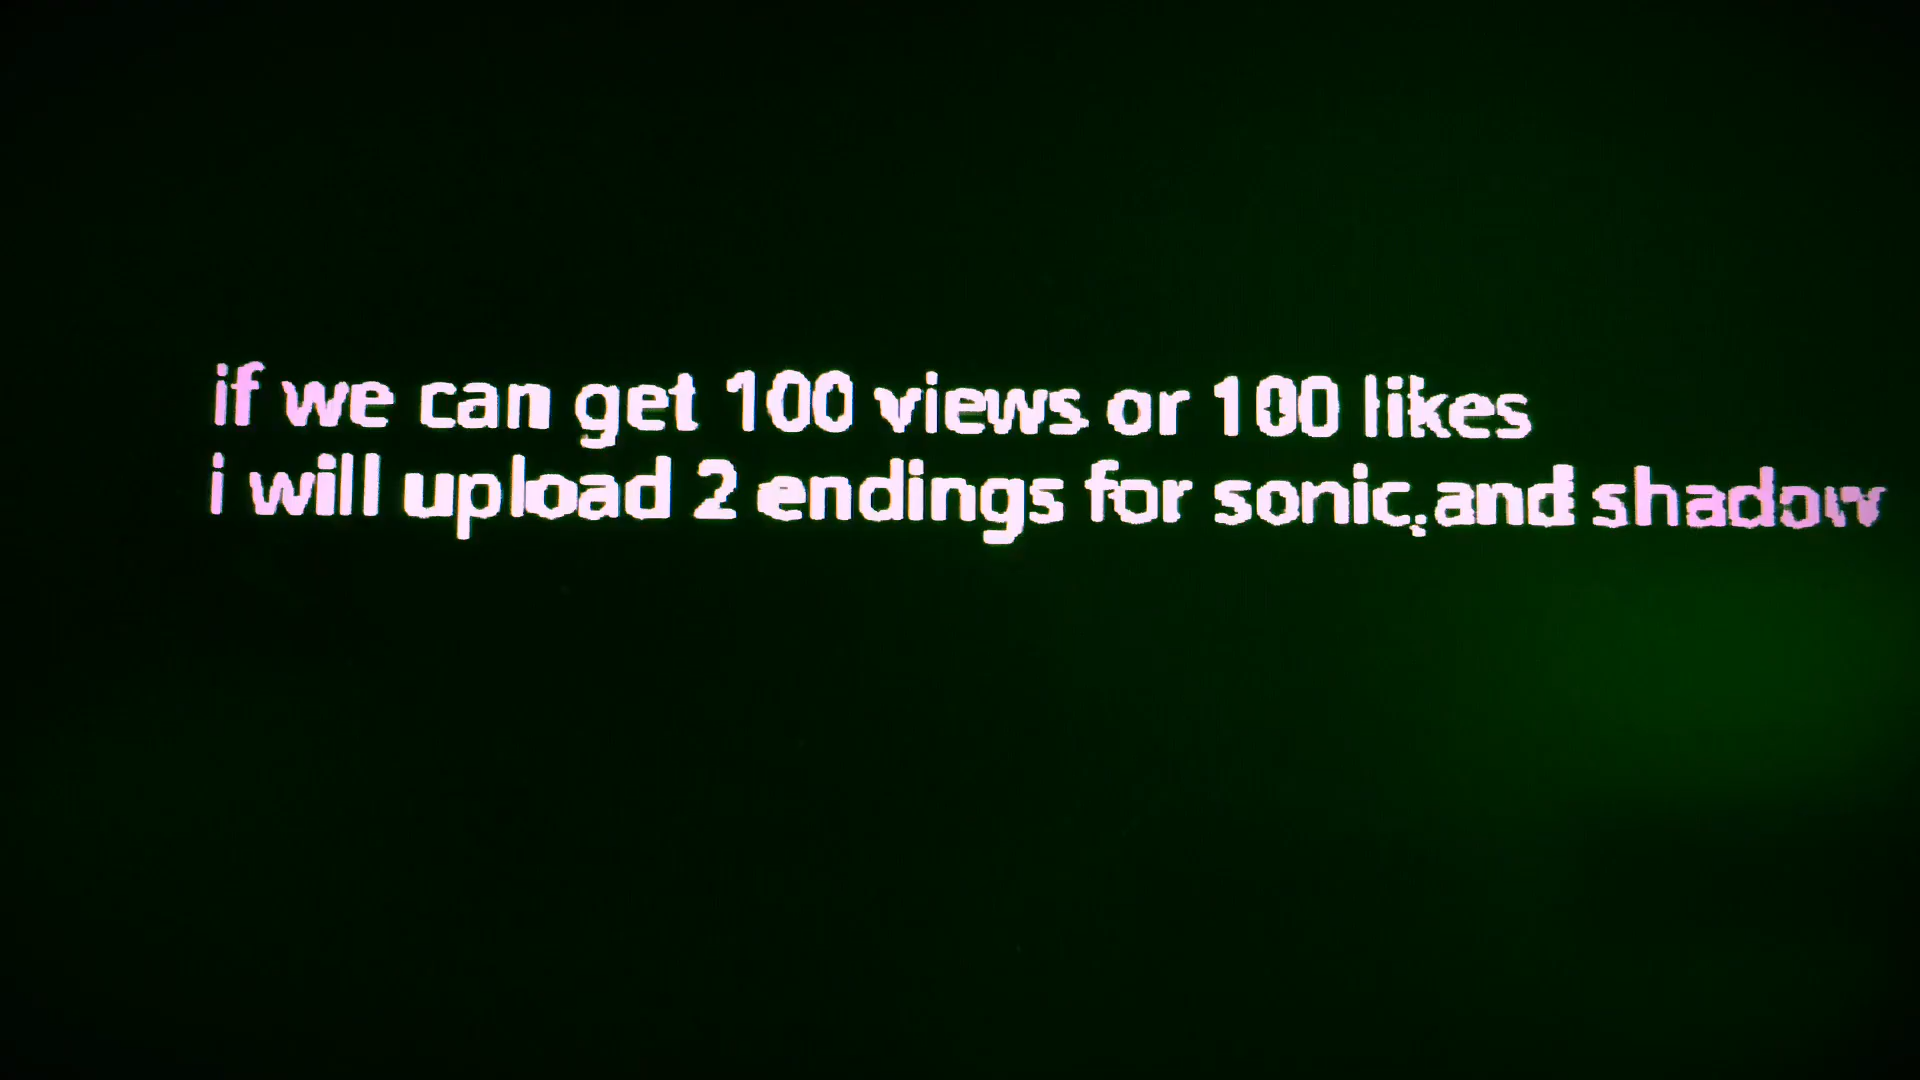 if we can get 100 views or 100 likes
i will upload 2 endings for sonic and shadow